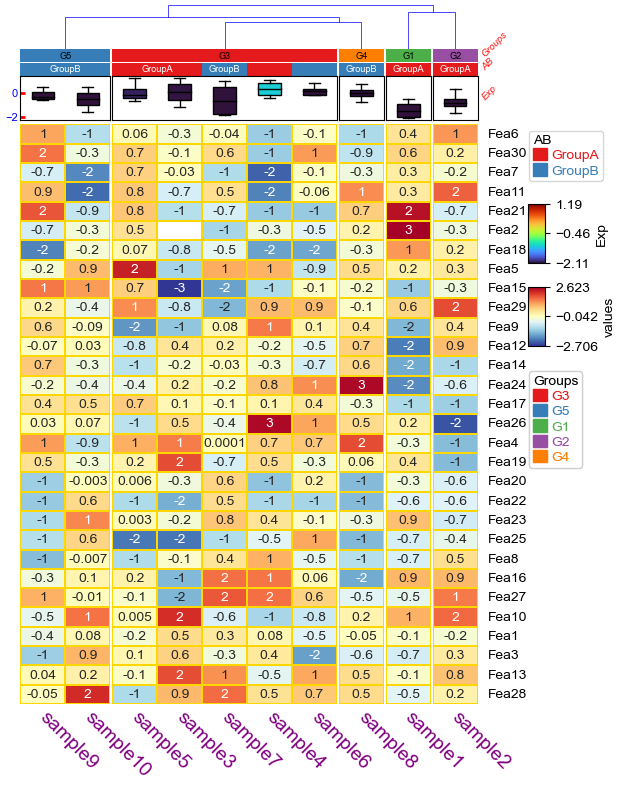 G5 G3 G4 G1 G2 Groups
GroupB GroupA GroupB GroupB GroupA GroupA AB
0 Exp
-2
1 -1 0.06 -0.3 -0.04 -1 -0.1 -1 0.4 1 Fea6
2 -0.3 0.7 -0.1 0.6 -1 1 -0.9 0.6 0.2 Fea30
-0.7 -2 0.7 -0.03 -1 -2 -0.1 -0.3 0.3 -0.2 Fea7
0.9 -2 0.8 -0.7 0.5 -2 -0.06 1 0.3 2 Fea11
2 -0.9 0.8 -1 -0.7 -1 -1 0.7 2 -0.7 Fea21
-0.7 -0.3 0.5 -1 -0.3 -0.5 0.2 3 -0.3 Fea2
-2 -0.2 0.07 -0.8 -0.5 -2 -2 -0.3 1 0.2 Fea18
-0.2 0.9 2 -1 1 1 -0.9 0.5 0.2 0.3 Fea5
1 1 0.7 -3 -2 -1 -0.1 -0.2 -1 -0.3 Fea15
0.2 -0.4 1 -0.8 -2 0.9 0.9 -0.1 0.6 2 Fea29
0.6 -0.09 -2 -1 0.08 1 0.1 0.4 -2 0.4 Fea9
-0.07 0.03 -0.8 0.4 0.2 -0.2 -0.5 0.7 -2 0.9 Fea12
0.7 -0.3 -1 -0.2 -0.03 -0.3 -0.7 0.6 -2 -1 Fea14
-0.2 -0.4 -0.4 0.2 -0.2 0.8 1 3 -2 -0.6 Fea24
0.4 0.5 0.7 0.1 -0.1 0.1 0.4 -0.3 -1 -1 Fea17
0.03 0.07 -1 0.5 -0.4 3 1 0.5 0.2 -2 Fea26
1 -0.9 1 1 0.0001 0.7 0.7 2 -0.3 -1 Fea4
0.5 -0.3 0.2 2 -0.7 0.5 -0.3 0.06 0.4 -1 Fea19
-1 -0.003 0.006 -0.3 0.6 -1 0.2 -1 -0.3 -0.6 Fea20
-1 0.6 -1 -2 0.5 -1 -1 -1 -0.6 -0.6 Fea22
-1 1 0.003 -0.2 0.8 0.4 -0.1 -0.3 0.9 -0.7 Fea23
-1 0.6 -2 -2 -1 -0.5 1 -1 -0.7 -0.4 Fea25
-1 -0.007 -1 -0.1 0.4 1 -0.5 -1 -0.7 0.5 Fea8
-0.3 0.1 0.2 -1 2 1 0.06 -2 0.9 0.9 Fea16
1 -0.01 -0.1 -2 2 2 0.6 -0.5 -0.5 1 Fea27
-0.5 1 0.005 2 -0.6 -1 -0.8 0.2 1 2 Fea10
-0.4 0.08 -0.2 0.5 0.3 0.08 -0.5 -0.05 -0.1 -0.2 Fea1
-1 0.9 0.1 0.6 -0.3 0.4 -2 -0.6 -0.7 0.3 Fea3
0.04 0.2 -0.1 2 1 -0.5 1 0.5 -0.1 0.8 Fea13
-0.05 2 -1 0.9 2 0.5 0.7 0.5 -0.5 0.2 Fea28
sample9 sample10 sample5 sample3 sample7 sample4 sample6 sample8 sample1 sample2
AB
GroupA
GroupB
1.19
-0.46
-2.11
Exp
2.623
-0.042
-2.706
values
Groups
G3
G5
G1
G2
G4